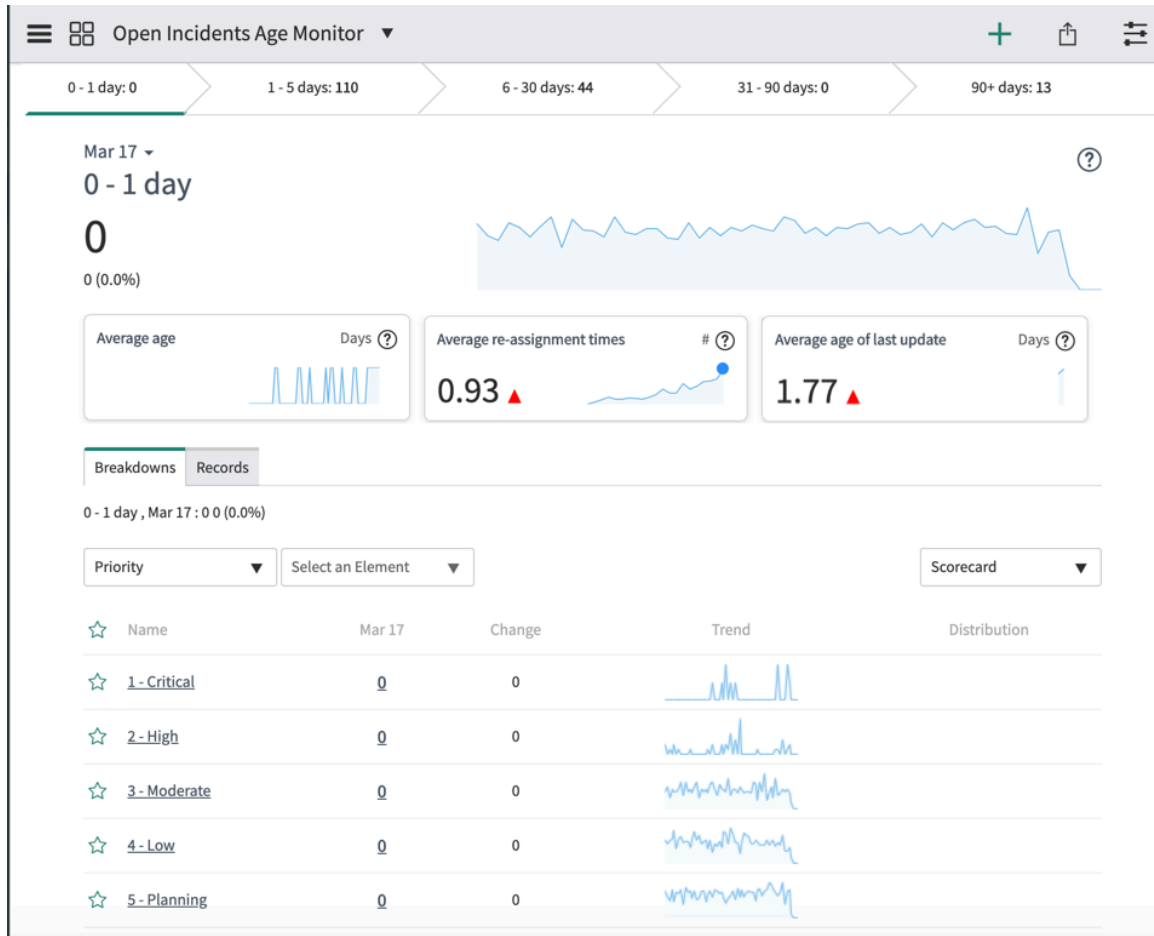 Open Incidents Age Monitor
0 - 1 day: 0 1 - 5 days: 110 6 - 30 days: 44 31 - 90 days: 0 90+ days: 13
Mar 17
0 - 1 day
0
0 (0.0%)
Average age Days ?
Average re-assignment times # ?
0.93
Average age of last update Days ?
1.77
Breakdowns Records
0 - 1 day , Mar 17 : 0 0 (0.0%)
Priority Select an Element Scorecard
Name Mar 17 Change Trend Distribution
1 - Critical 0 0
2 - High 0 0
3 - Moderate 0 0
4 - Low 0 0
5 - Planning 0 0